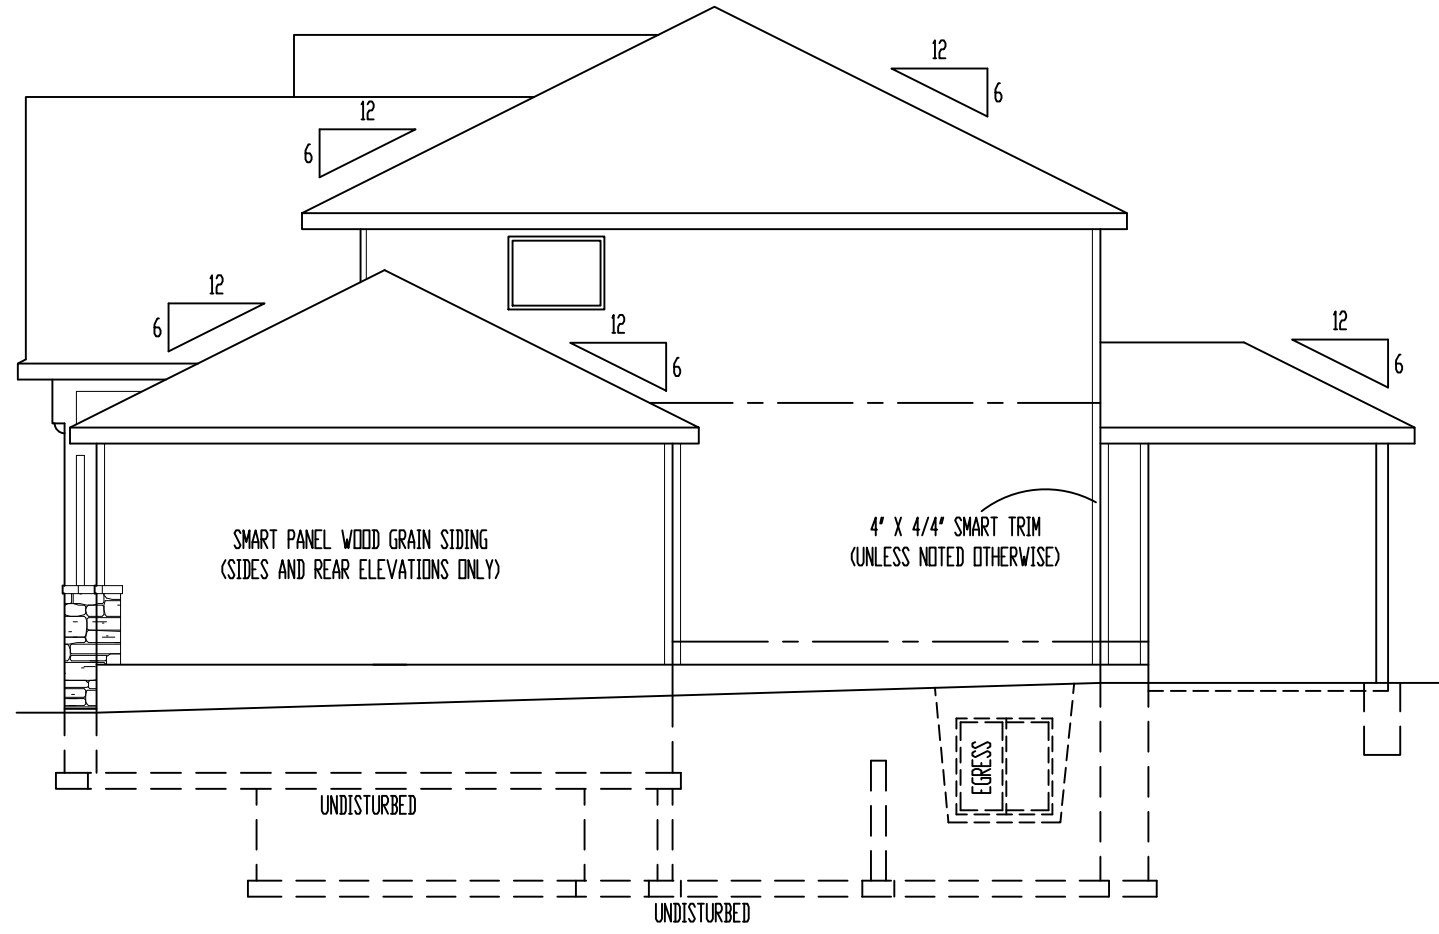 12
6
12
6
12
6
12
6
12
6
SMART PANEL WOOD GRAIN SIDING
(SIDES AND REAR ELEVATIONS ONLY)
4" X 4/4" SMART TRIM
(UNLESS NOTED OTHERWISE)
EGRESS
UNDISTURBED
UNDISTURBED